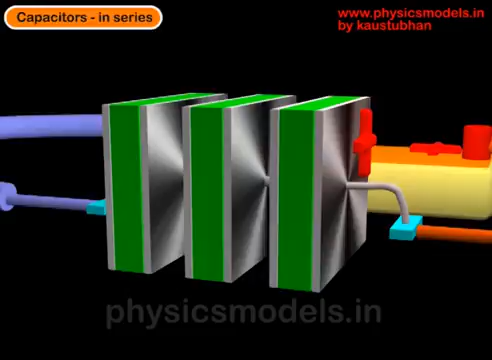 Capacitors - in series
www.physicsmodels.in
by kaustubhan
physicsmodels.in